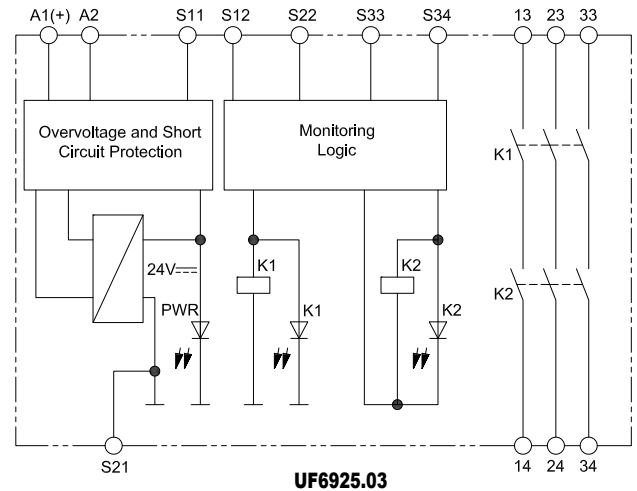 A1(+) A2 S11 S12 S22 S33 S34 13 23 33
Overvoltage and Short
Circuit Protection
Monitoring
Logic
K1
24V
K1
K2
PWR
K1
K2
K2
S21
14 24 34
UF6925.03